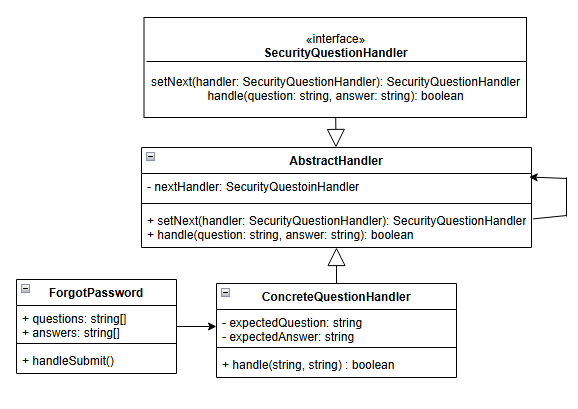 «interface»
SecurityQuestionHandler
setNext(handler: SecurityQuestionHandler): SecurityQuestionHandler
handle(question: string, answer: string): boolean
AbstractHandler
- nextHandler: SecurityQuestoinHandler
+ setNext(handler: SecurityQuestionHandler): SecurityQuestionHandler
+ handle(question: string, answer: string): boolean
ForgotPassword
+ questions: string[]
+ answers: string[]
+ handleSubmit()
ConcreteQuestionHandler
- expectedQuestion: string
- expectedAnswer: string
+ handle(string, string) : boolean